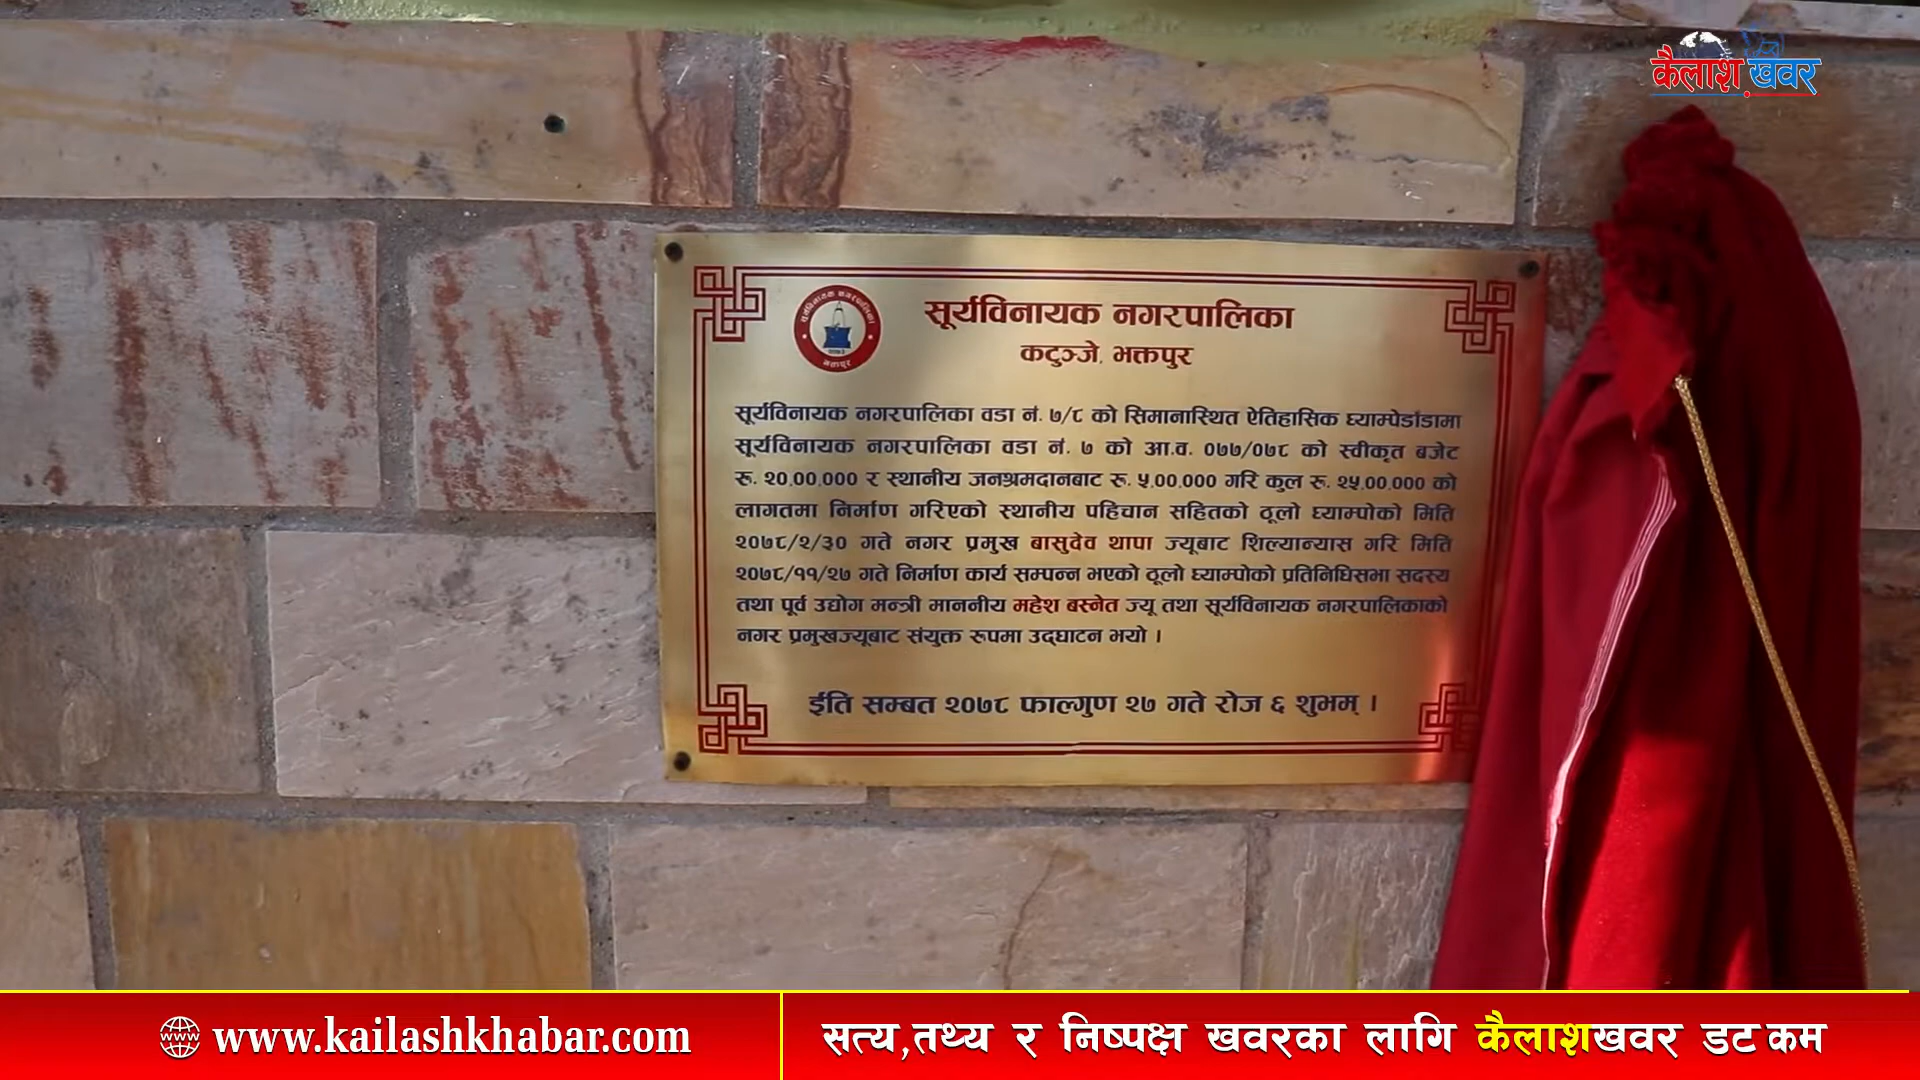 कैलाश खवर
सूर्यविनायक नगरपालिका
कटुञ्जे, भक्तपुर
सूर्यविनायक नगरपालिका वडा नं. ७/८ को सिमानास्थित ऐतिहासिक घ्याम्पेडाँडामा
सूर्यविनायक नगरपालिका वडा नं. ७ को आ.व. ०७७/०७८ को स्वीकृत बजेट
रू. २०,००,००० र स्थानीय जनश्रमदानबाट रू. ५,००,००० गरि कुल रू. २५,००,००० को
लागतमा निर्माण गरिएको स्थानीय पहिचान सहितको ठूलो घ्याम्पोको मिति
२०७८/२/३० गते नगर प्रमुख बासुदेव थापा ज्यूबाट शिल्यान्यास गरि मिति
२०७८/११/२७ गते निर्माण कार्य सम्पन्न भएको ठूलो घ्याम्पोको प्रतिनिधिसभा सदस्य
तथा पूर्व उद्योग मन्त्री माननीय महेश बस्नेत ज्यू तथा सूर्यविनायक नगरपालिकाको
नगर प्रमुखज्यूबाट संयुक्त रूपमा उद्घाटन भयो ।
ईति सम्बत २०७८ फाल्गुण २७ गते रोज ६ शुभम् ।
www.kailashkhabar.com
सत्य,तथ्य र निष्पक्ष खवरका लागि कैलाशखवर डट कम